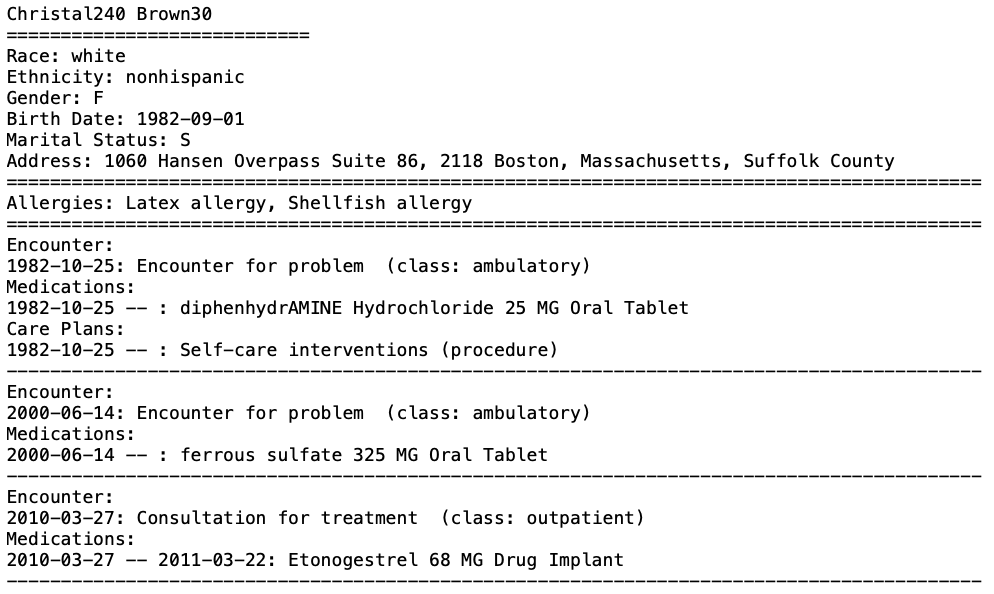 Christal240 Brown30
============================
Race: white
Ethnicity: nonhispanic
Gender: F
Birth Date: 1982-09-01
Marital Status: S
Address: 1060 Hansen Overpass Suite 86, 2118 Boston, Massachusetts, Suffolk County
==========================================================================================
Allergies: Latex allergy, Shellfish allergy
==========================================================================================
Encounter:
1982-10-25: Encounter for problem  (class: ambulatory)
Medications:
1982-10-25 -- : diphenhydrAMINE Hydrochloride 25 MG Oral Tablet
Care Plans:
1982-10-25 -- : Self-care interventions (procedure)
------------------------------------------------------------------------------------------
Encounter:
2000-06-14: Encounter for problem  (class: ambulatory)
Medications:
2000-06-14 -- : ferrous sulfate 325 MG Oral Tablet
------------------------------------------------------------------------------------------
Encounter:
2010-03-27: Consultation for treatment  (class: outpatient)
Medications:
2010-03-27 -- 2011-03-22: Etonogestrel 68 MG Drug Implant
------------------------------------------------------------------------------------------